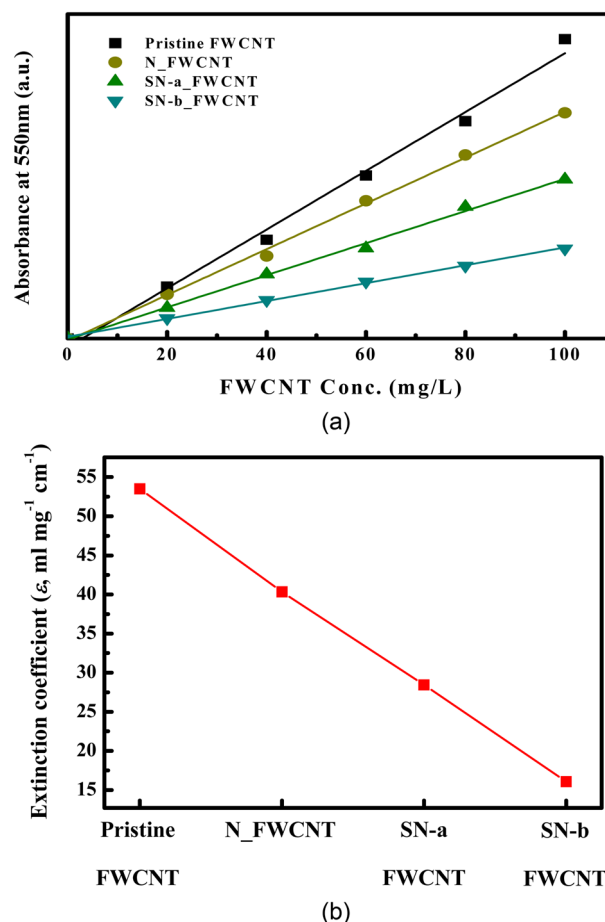 Pristine FWCNT
N_FWCNT
SN-a_FWCNT
SN-b_FWCNT
Absorbance at 550nm (a.u.)
0 20 40 60 80 100
FWCNT Conc. (mg/L)
(a)
Extinction coefficient (ε, ml mg⁻¹ cm⁻¹)
55
50
45
40
35
30
25
20
15
Pristine N_FWCNT SN-a SN-b
FWCNT FWCNT FWCNT
(b)